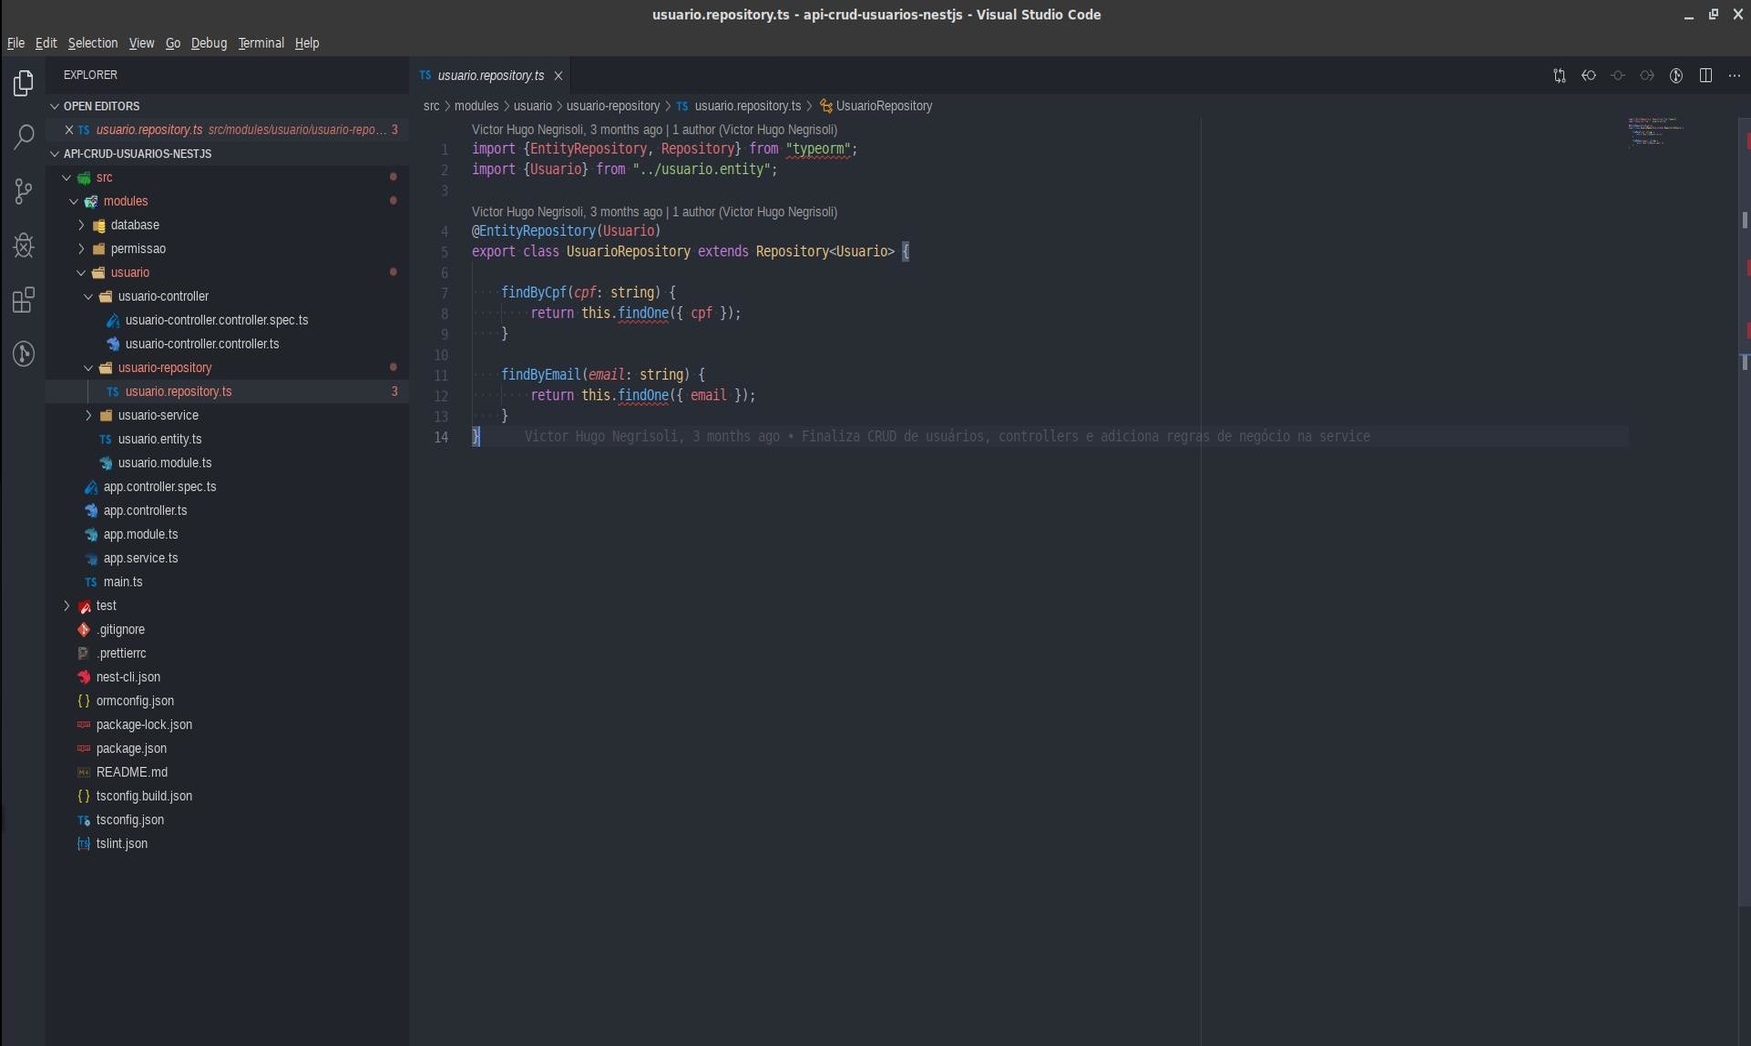 usuario.repository.ts - api-crud-usuarios-nestjs - Visual Studio Code
File Edit Selection View Go Debug Terminal Help
EXPLORER
OPEN EDITORS
usuario.repository.ts src/modules/usuario/usuario-repo... 3
API-CRUD-USUARIOS-NESTJS
src
modules
database
permissao
usuario
usuario-controller
usuario-controller.controller.spec.ts
usuario-controller.controller.ts
usuario-repository
TS usuario.repository.ts 3
usuario-service
TS usuario.entity.ts
usuario.module.ts
app.controller.spec.ts
app.controller.ts
app.module.ts
app.service.ts
TS main.ts
test
.gitignore
.prettierrc
nest-cli.json
{ } ormconfig.json
package-lock.json
package.json
README.md
{ } tsconfig.build.json
TS tsconfig.json
tslint.json
TS usuario.repository.ts
src > modules > usuario > usuario-repository > TS usuario.repository.ts > UsuarioRepository
Victor Hugo Negrisoli, 3 months ago | 1 author (Victor Hugo Negrisoli)
1 import {EntityRepository, Repository} from "typeorm";
2 import {Usuario} from "../usuario.entity";
3
Victor Hugo Negrisoli, 3 months ago | 1 author (Victor Hugo Negrisoli)
4 @EntityRepository(Usuario)
5 export class UsuarioRepository extends Repository<Usuario> {
6
7 findByCpf(cpf: string) {
8 return this.findOne({ cpf });
9 }
10
11 findByEmail(email: string) {
12 return this.findOne({ email });
13 }
14 } Victor Hugo Negrisoli, 3 months ago • Finaliza CRUD de usuários, controllers e adiciona regras de negócio na service